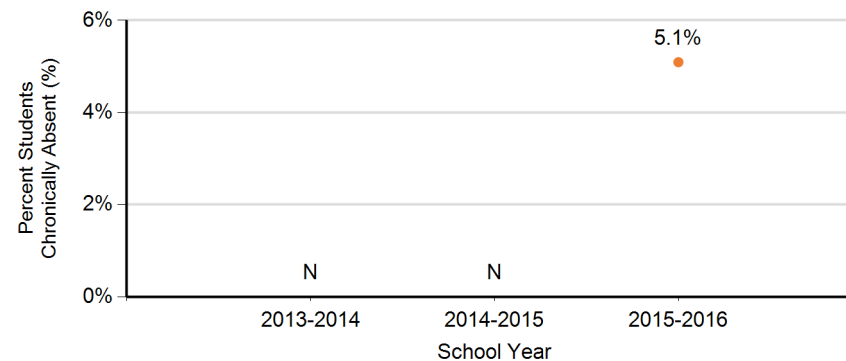 6%
4%
2%
0%
Percent Students
Chronically Absent (%)
N
N
5.1%
2013-2014
2014-2015
2015-2016
School Year